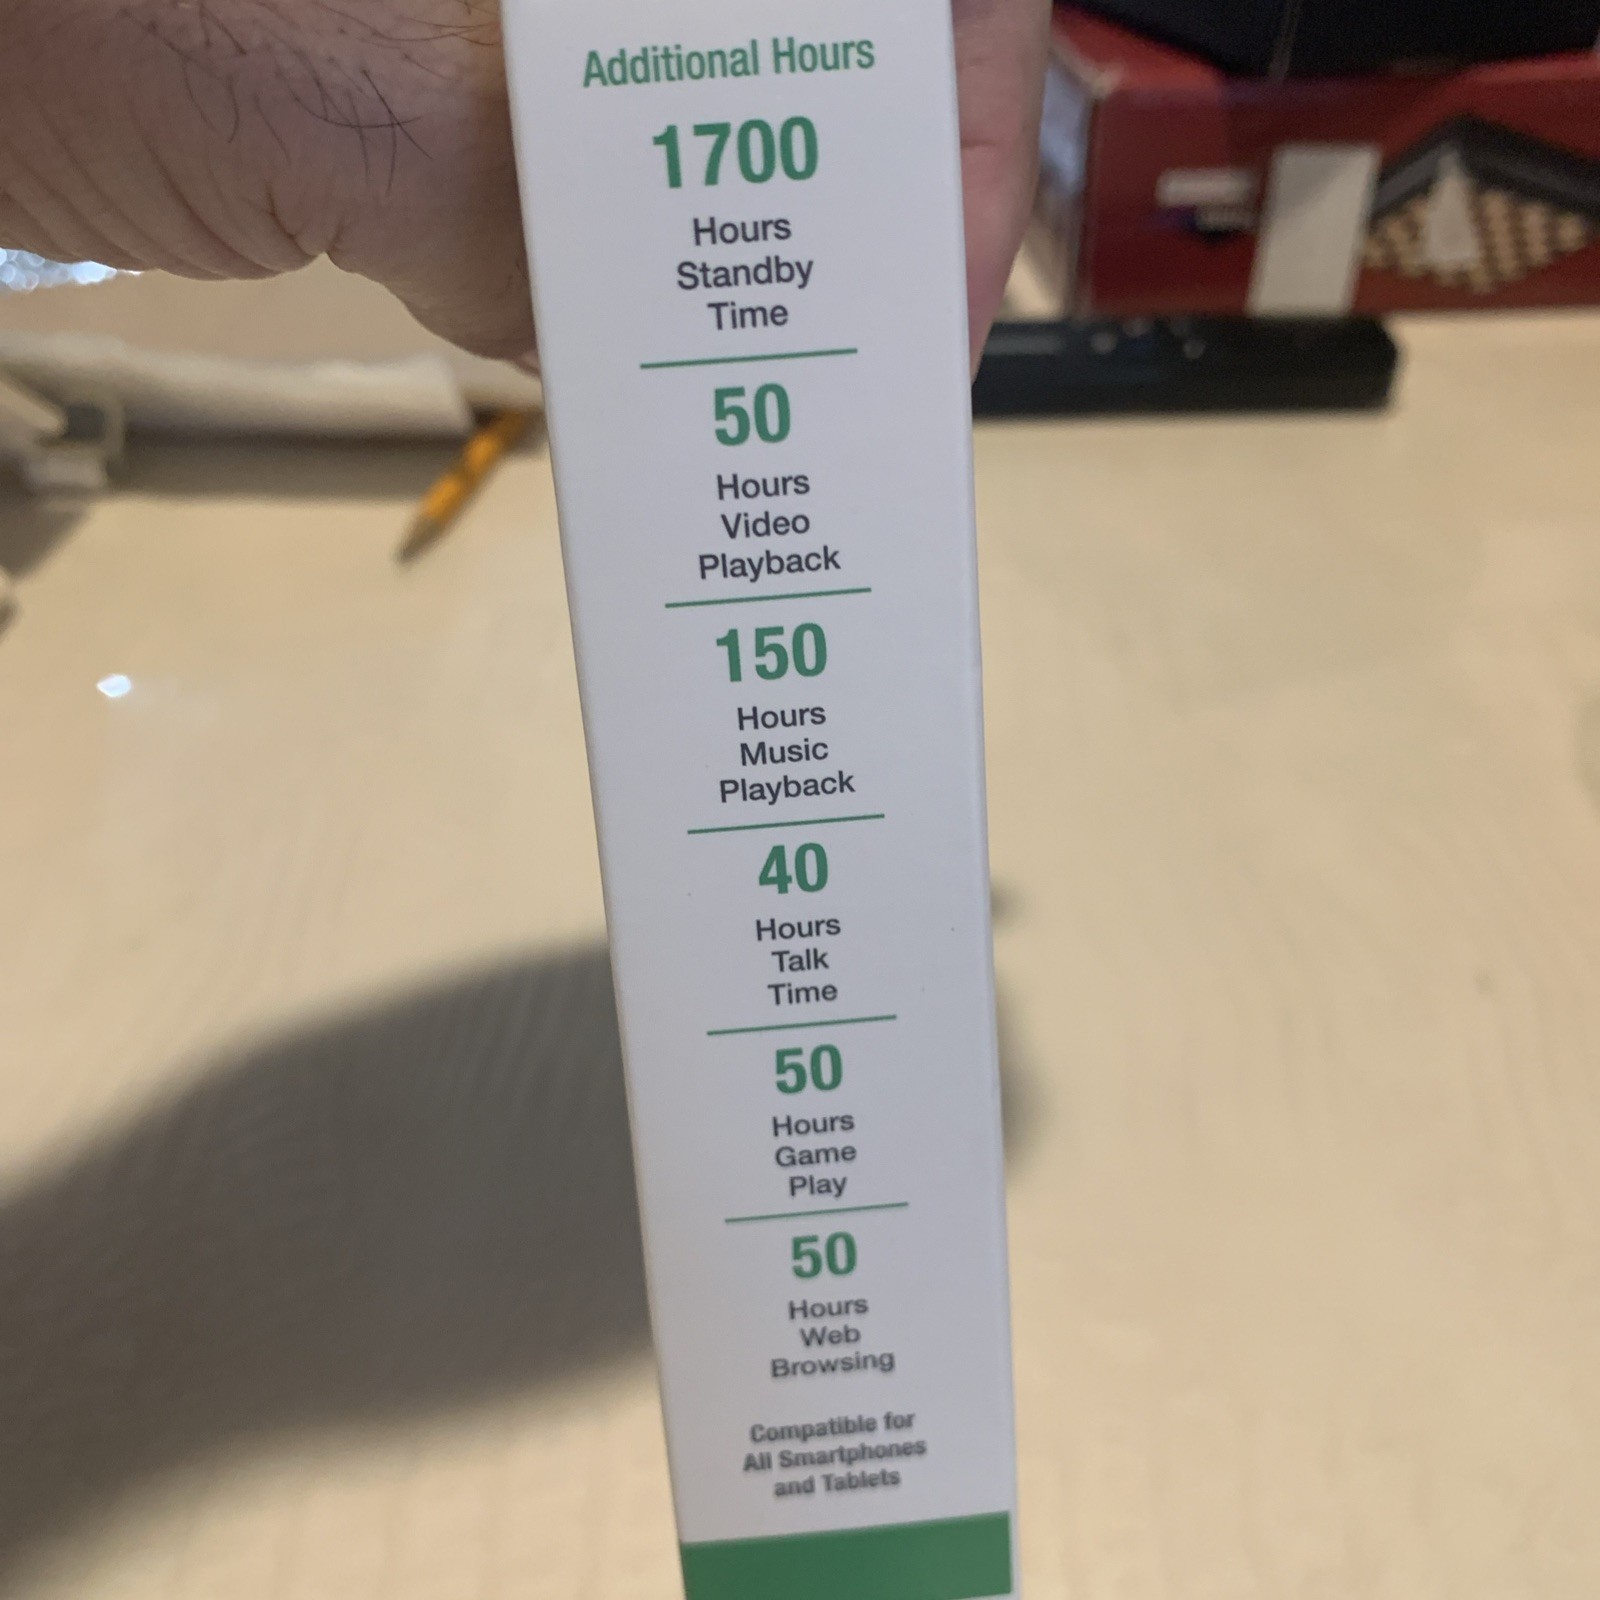 Additional Hours
1700
Hours
Standby
Time
50
Hours
Video
Playback
150
Hours
Music
Playback
40
Hours
Talk
Time
50
Hours
Game
Play
50
Hours
Web
Browsing
Compatible for
All Smartphones
and Tablets